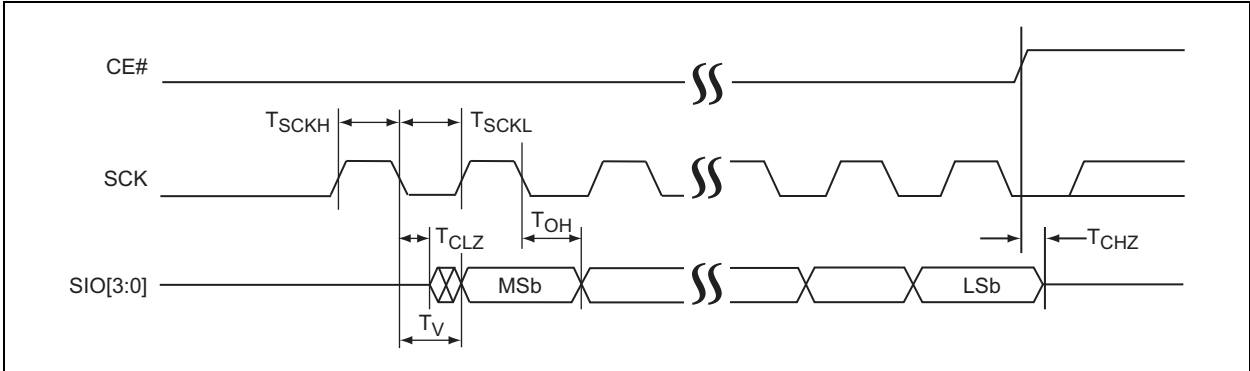 CE#
TSCKH
TSCKL
SCK
TOH
TCLZ
TCHZ
SIO[3:0]
MSb
LSb
TV